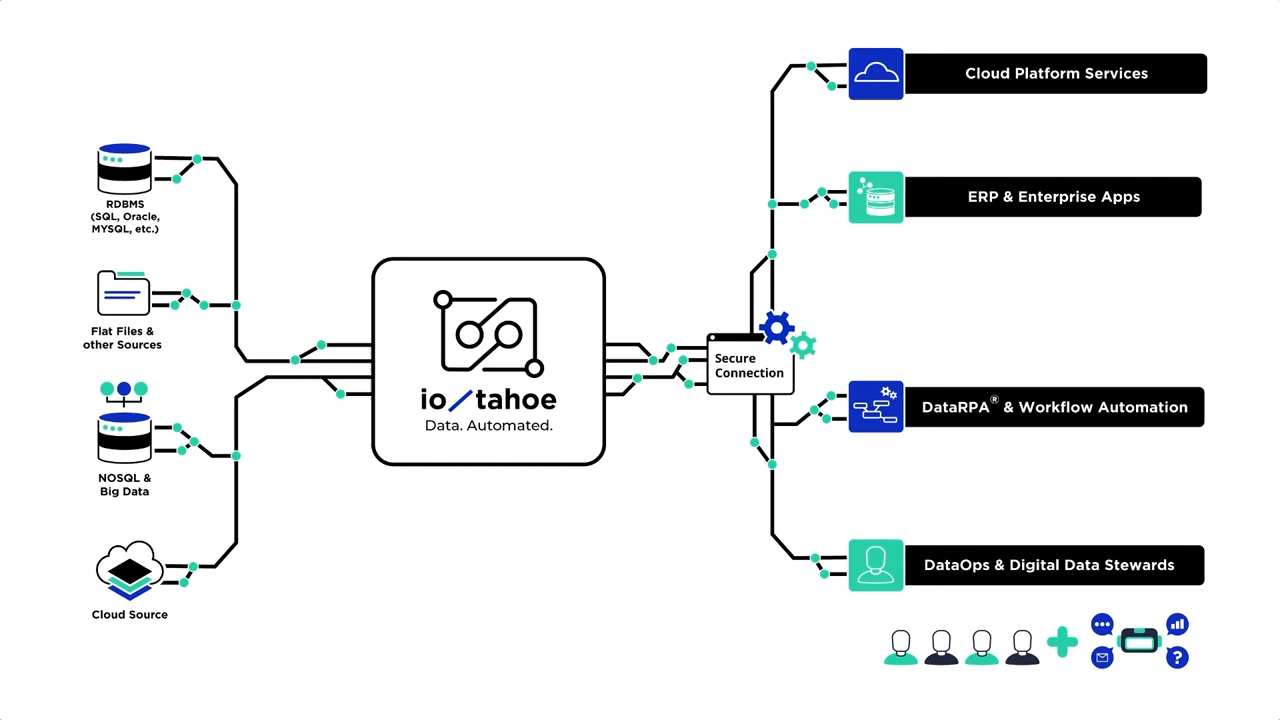 RDBMS
(SQL, Oracle,
MYSQL, etc.)
Flat Files &
other Sources
NOSQL &
Big Data
Cloud Source
io/tahoe
Data. Automated.
Secure
Connection
Cloud Platform Services
ERP & Enterprise Apps
DataRPA® & Workflow Automation
DataOps & Digital Data Stewards
?